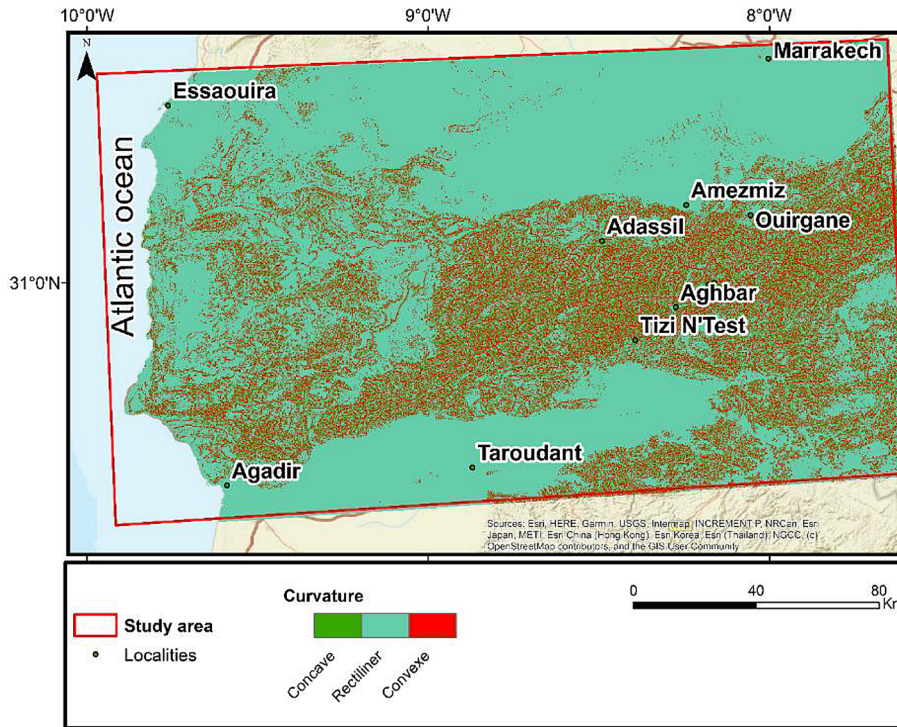 10°0'W 9°0'W 8°0'W
N
Marrakech
Essaouira
Atlantic ocean
Amezmiz
Ouirgane
Adassil
31°0'N
Aghbar
Tizi N'Test
Taroudant
Agadir
Sources: Esri, HERE, Garmin, USGS, Intermap, INCREMENT P, NRCan, Esri
Japan, METI, Esri China (Hong Kong), Esri Korea, Esri (Thailand), NGCC, (c)
OpenStreetMap contributors, and the GIS User Community
Curvature
0 40 80
Km
Study area
Localities
Concave
Rectiliner
Convexe